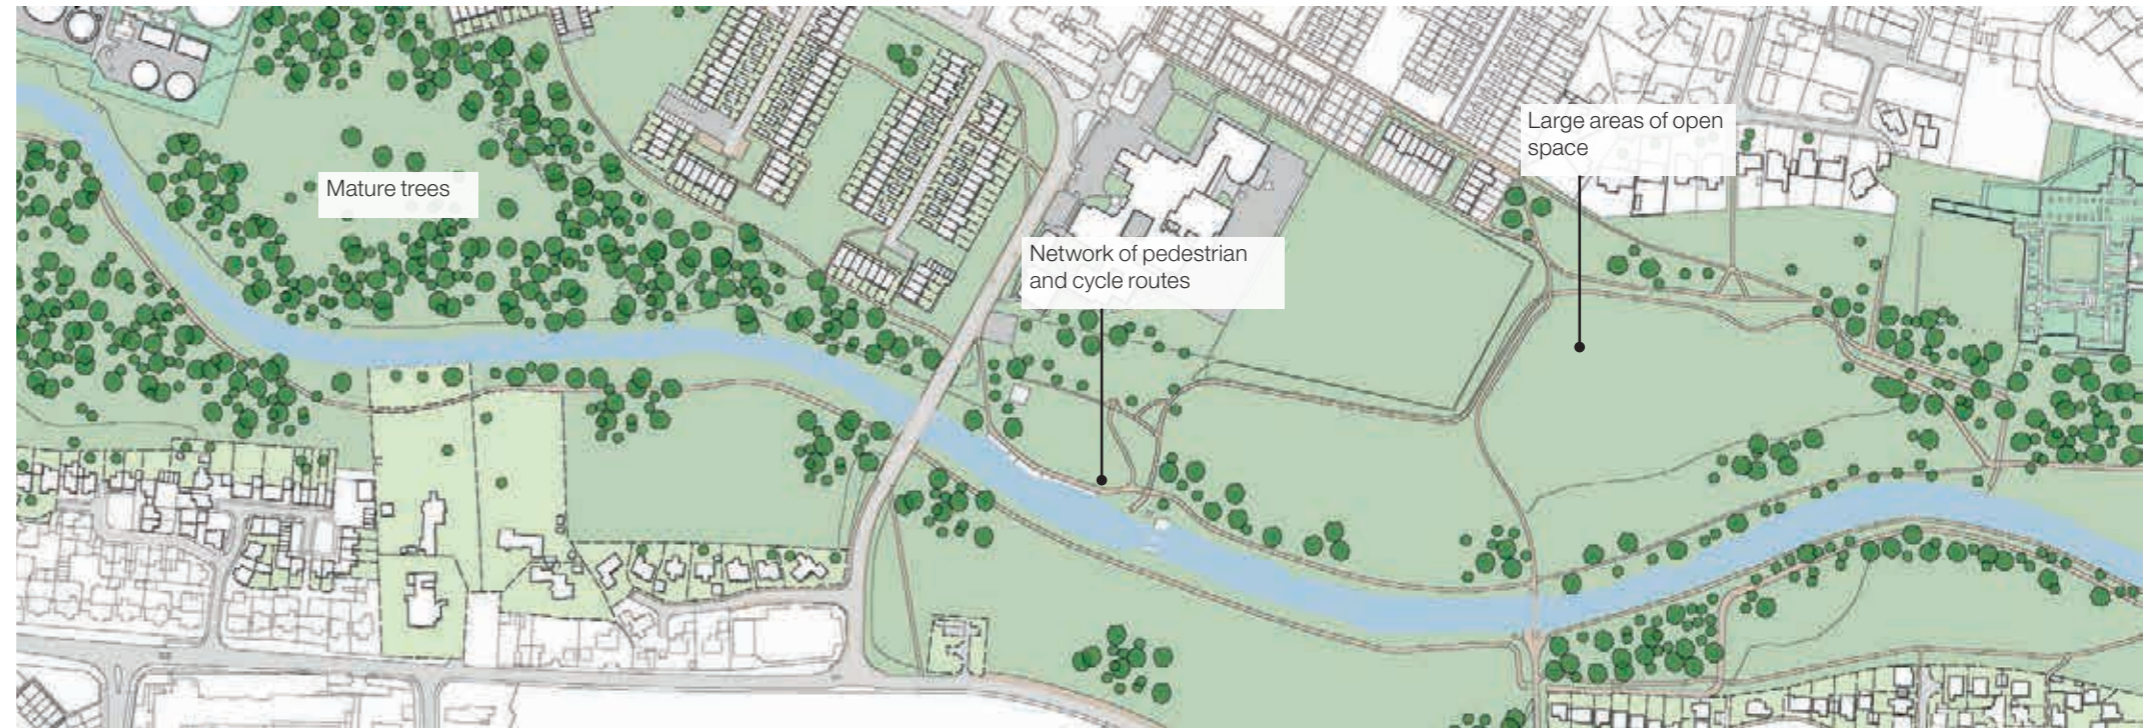 Mature trees
Network of pedestrian
and cycle routes
Large areas of open
space